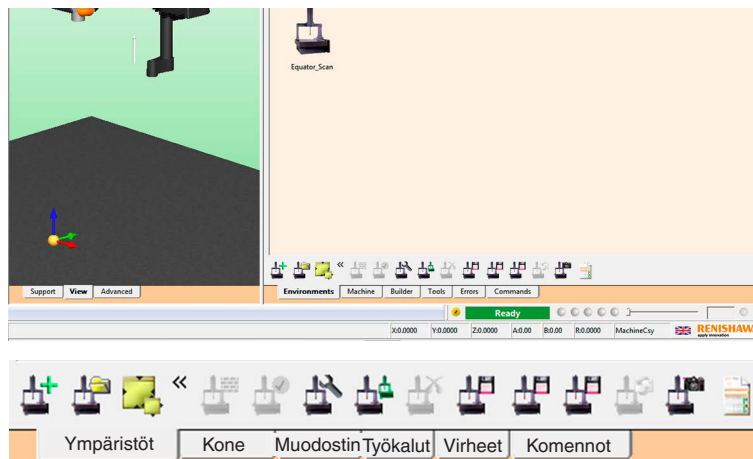 Equator_Scan
Support View Advanced
Environments Machine Builder Tools Errors Commands
Ready
X:0.0000 Y:0.0000 Z:0.0000 A:0.00 B:0.00 R:0.0000 MachineCsy RENISHAW
apply innovation
Ympäristöt Kone Muodostin Työkalut Virheet Komennot